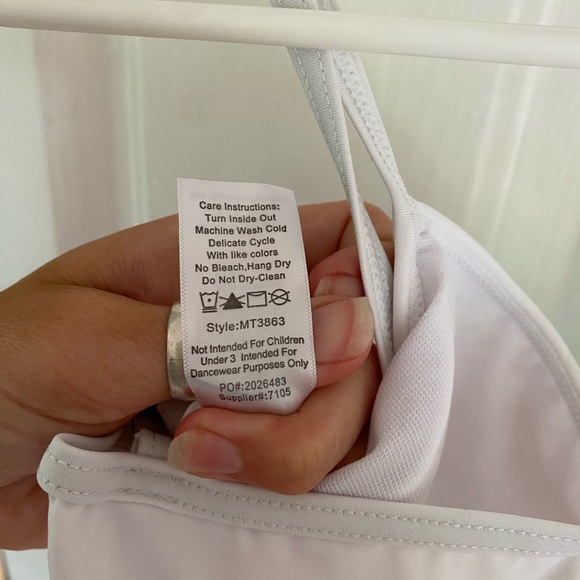 Care Instructions:
Turn Inside Out
Machine Wash Cold
Delicate Cycle
With like colors
No Bleach,Hang Dry
Do Not Dry-Clean
Style:MT3863
Not Intended For Children
Under 3 Intended For
Dancewear Purposes Only
PO#:2026483
Supplier#:7105